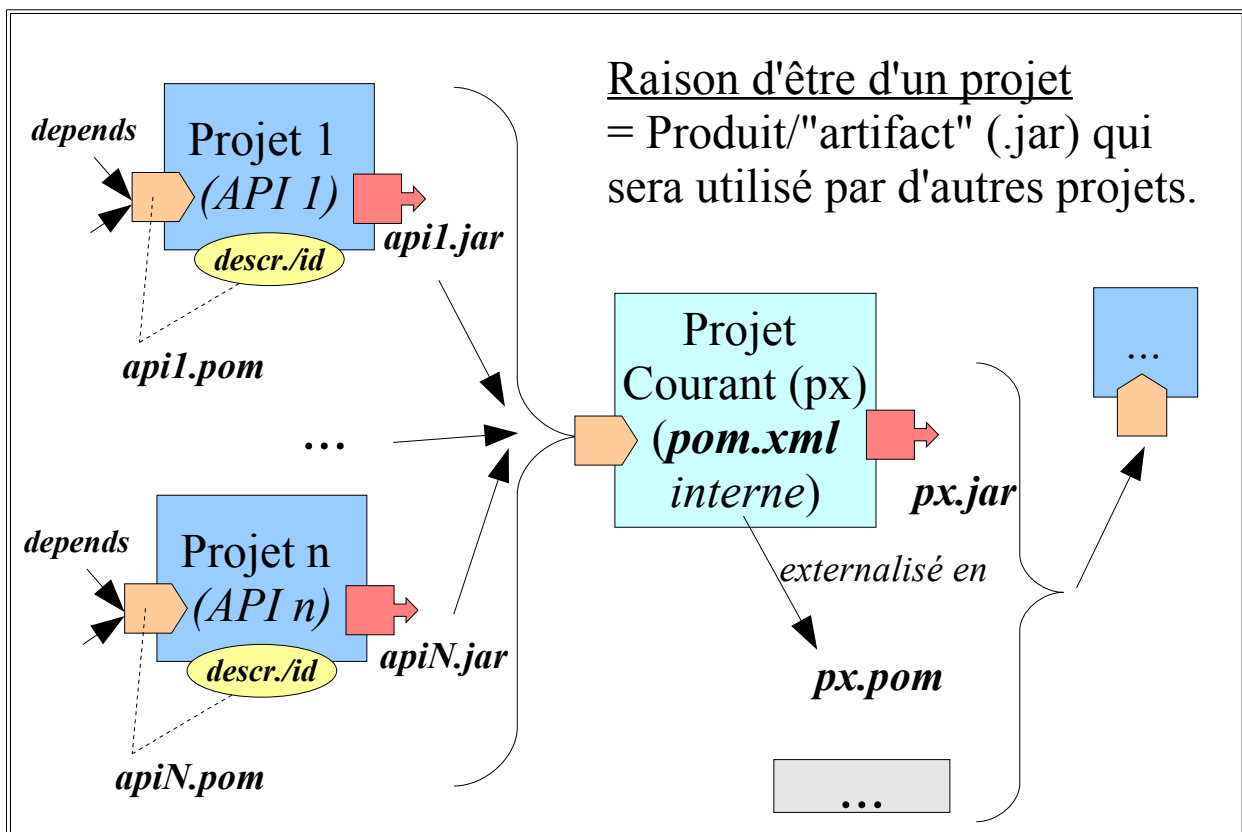 Raison d'être d'un projet
= Produit/"artifact" (.jar) qui
sera utilisé par d'autres projets.
depends
Projet 1
(API 1)
descr./id
api1.jar
api1.pom
...
depends
Projet n
(API n)
descr./id
apiN.jar
apiN.pom
Projet
Courant (px)
(pom.xml
interne)
px.jar
externalisé en
px.pom
...
...